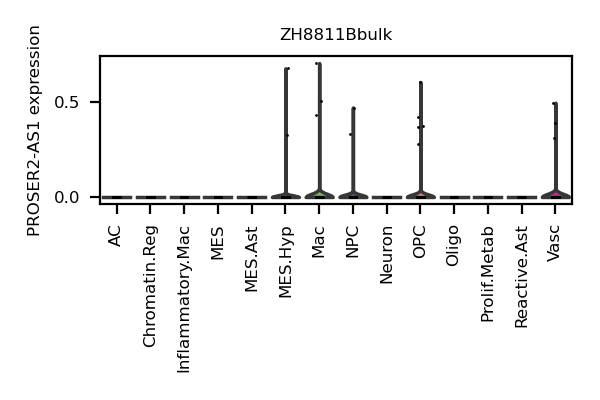 ZH8811Bbulk
PROSER2-AS1 expression
0.5
0.0
AC
Chromatin.Reg
Inflammatory.Mac
MES
MES.Ast
MES.Hyp
Mac
NPC
Neuron
OPC
Oligo
Prolif.Metab
Reactive.Ast
Vasc